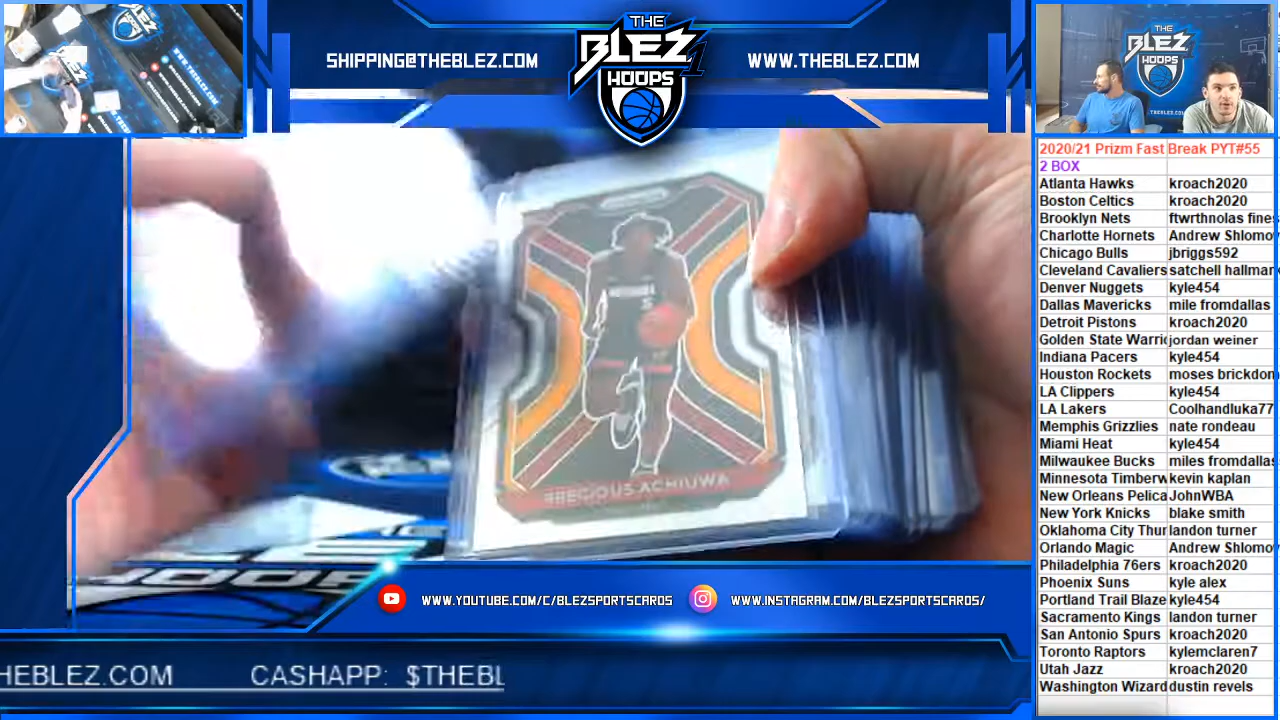 THE
BLEZ
HOOPS
SHIPPING@THEBLEZ.COM
WWW.THEBLEZ.COM
THE
BLEZ
HOOPS
PRECIOUS ACHIUWA
2020/21 Prizm Fast Break PYT#55
2 BOX
Atlanta Hawks kroach2020
Boston Celtics kroach2020
Brooklyn Nets ftwrthnolas fines
Charlotte Hornets Andrew Shlomov
Chicago Bulls jbriggs592
Cleveland Cavaliers satchell hallmar
Denver Nuggets kyle454
Dallas Mavericks mile fromdallas
Detroit Pistons kroach2020
Golden State Warri jordan weiner
Indiana Pacers kyle454
Houston Rockets moses brickdon
LA Clippers kyle454
LA Lakers Coolhandluka77
Memphis Grizzlies nate rondeau
Miami Heat kyle454
Milwaukee Bucks miles fromdallas
Minnesota Timberw kevin kaplan
New Orleans Pelica JohnWBA
New York Knicks blake smith
Oklahoma City Thur landon turner
Orlando Magic Andrew Shlomov
Philadelphia 76ers kroach2020
Phoenix Suns kyle alex
Portland Trail Blaze kyle454
Sacramento Kings landon turner
San Antonio Spurs kroach2020
Toronto Raptors kylemclaren7
Utah Jazz kroach2020
Washington Wizard dustin revels
WWW.YOUTUBE.COM/C/BLEZSPORTSCARDS
WWW.INSTAGRAM.COM/BLEZSPORTSCARDS/
HEBLEZ.COM CASHAPP: $THEBL